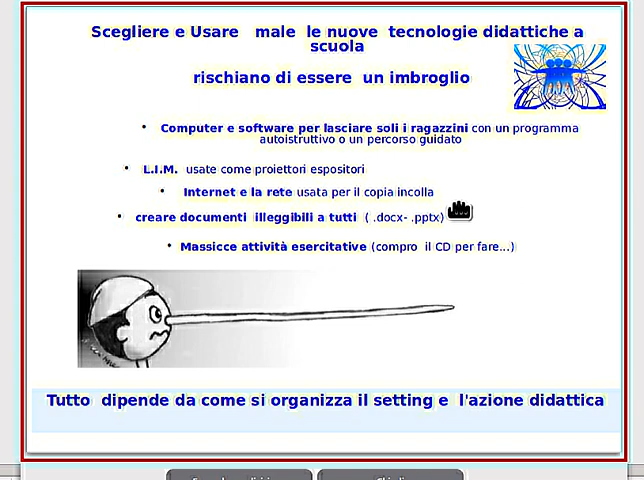 Scegliere e Usare male le nuove tecnologie didattiche a
scuola
rischiano di essere un imbroglio
• Computer e software per lasciare soli i ragazzini con un programma
autoistruttivo o un percorso guidato
• L.I.M. usate come proiettori espositori
• Internet e la rete usata per il copia incolla
• creare documenti illeggibili a tutti ( .docx- .pptx)
• Massicce attività esercitative (compro il CD per fare...)
Tutto dipende da come si organizza il setting e l'azione didattica